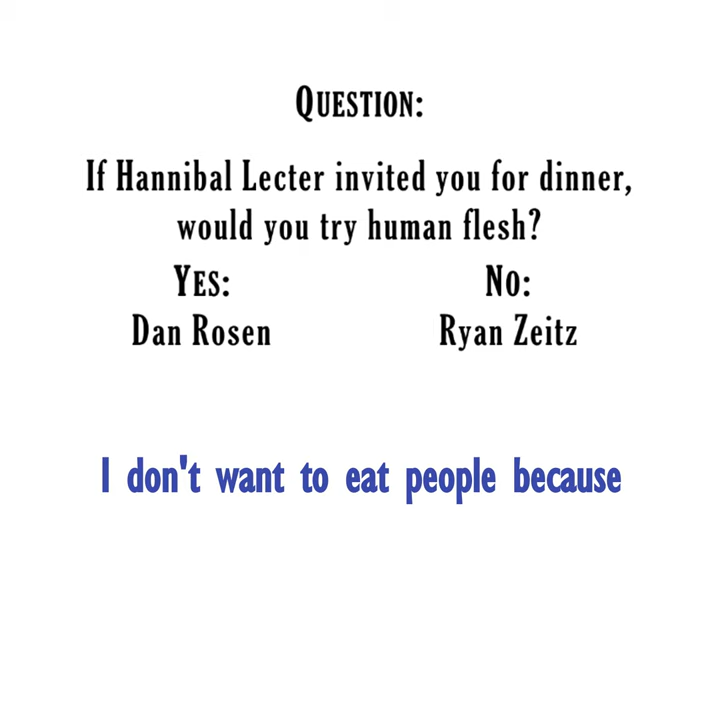 QUESTION:
If Hannibal Lecter invited you for dinner,
would you try human flesh?
YES: NO:
Dan Rosen Ryan Zeitz
I don't want to eat people because